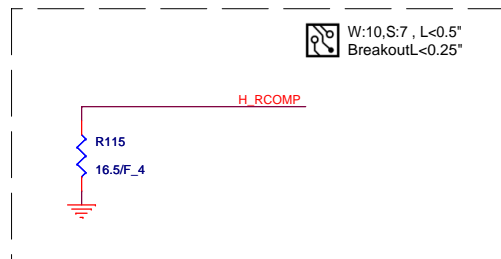 W:10,S:7 , L<0.5"
BreakoutL<0.25"
H_RCOMP
R115
16.5/F_4